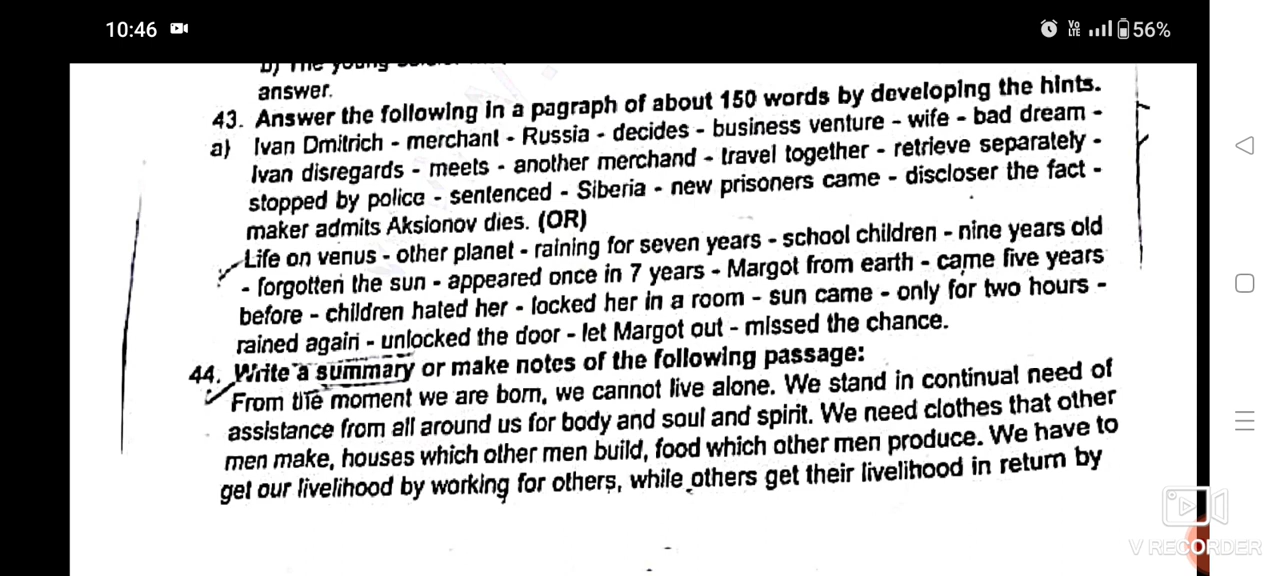 10:46
Vo LTE 56%
answer.
43. Answer the following in a pagraph of about 150 words by developing the hints.
a) Ivan Dmitrich - merchant - Russia - decides - business venture - wife - bad dream -
Ivan disregards - meets - another merchand - travel together - retrieve separately -
stopped by police - sentenced - Siberia - new prisoners came - discloser the fact -
maker admits Aksionov dies. (OR)
Life on venus - other planet - raining for seven years - school children - nine years old
- forgotten the sun - appeared once in 7 years - Margot from earth - came five years
before - children hated her - locked her in a room - sun came - only for two hours -
rained again - unlocked the door - let Margot out - missed the chance.
44. Write a summary or make notes of the following passage:
From the moment we are born, we cannot live alone. We stand in continual need of
assistance from all around us for body and soul and spirit. We need clothes that other
men make, houses which other men build, food which other men produce. We have to
get our livelihood by working for others, while others get their livelihood in return by
V RECORDER